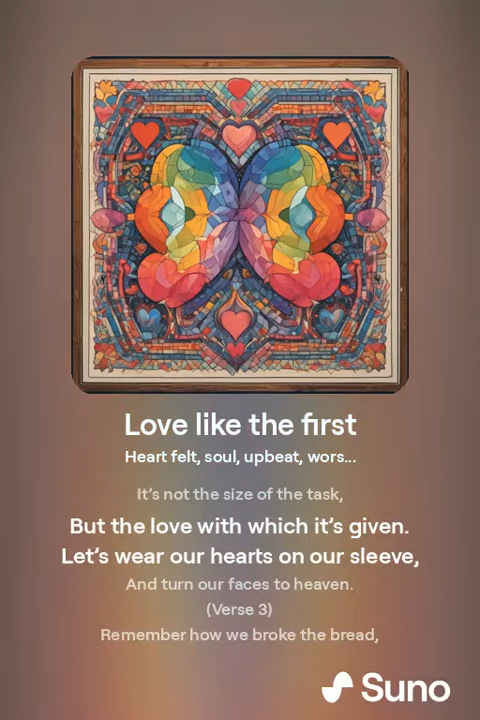 Love like the first
Heart felt, soul, upbeat, wors...
It's not the size of the task,
But the love with which it's given.
Let's wear our hearts on our sleeve,
And turn our faces to heaven.
(Verse 3)
Remember how we broke the bread,
Suno